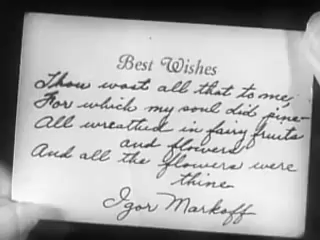 Best Wishes
Thou wast all that to me,
For which my soul did pine—
All wreathed in fairy fruits
and flowers
And all the flowers were
thine
Igor Markoff